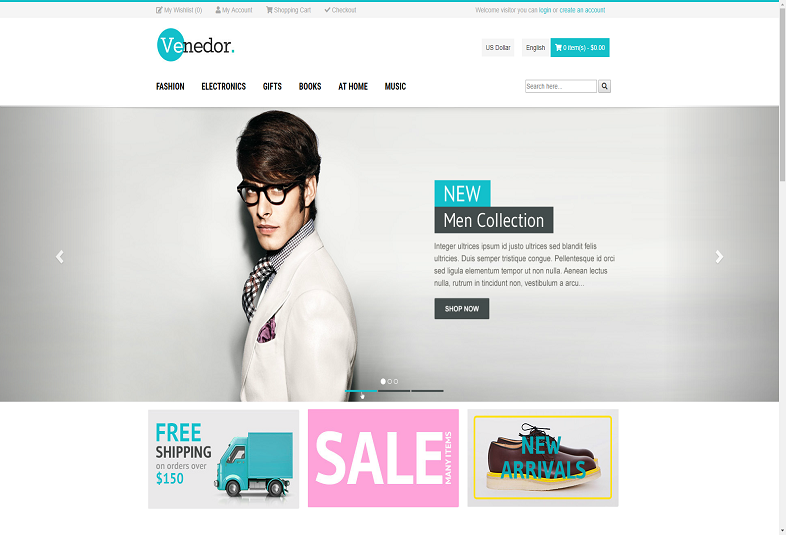 My Wishlist (0) My Account Shopping Cart Checkout
Welcome visitor you can login or create an account
Venedor.
US Dollar
English
0 item(s) - $0.00
FASHION ELECTRONICS GIFTS BOOKS AT HOME MUSIC
Search here...
NEW
Men Collection
Integer ultrices ipsum id justo ultrices sed blandit felis
ultricies. Duis semper tristique congue. Pellentesque id orci
sed ligula elementum tempor ut non nulla. Aenean lectus
nulla, rutrum in tincidunt non, vestibulum a arcu...
SHOP NOW
FREE
SHIPPING
on orders over
$150
SALE
MANY ITEMS
NEW
ARRIVALS